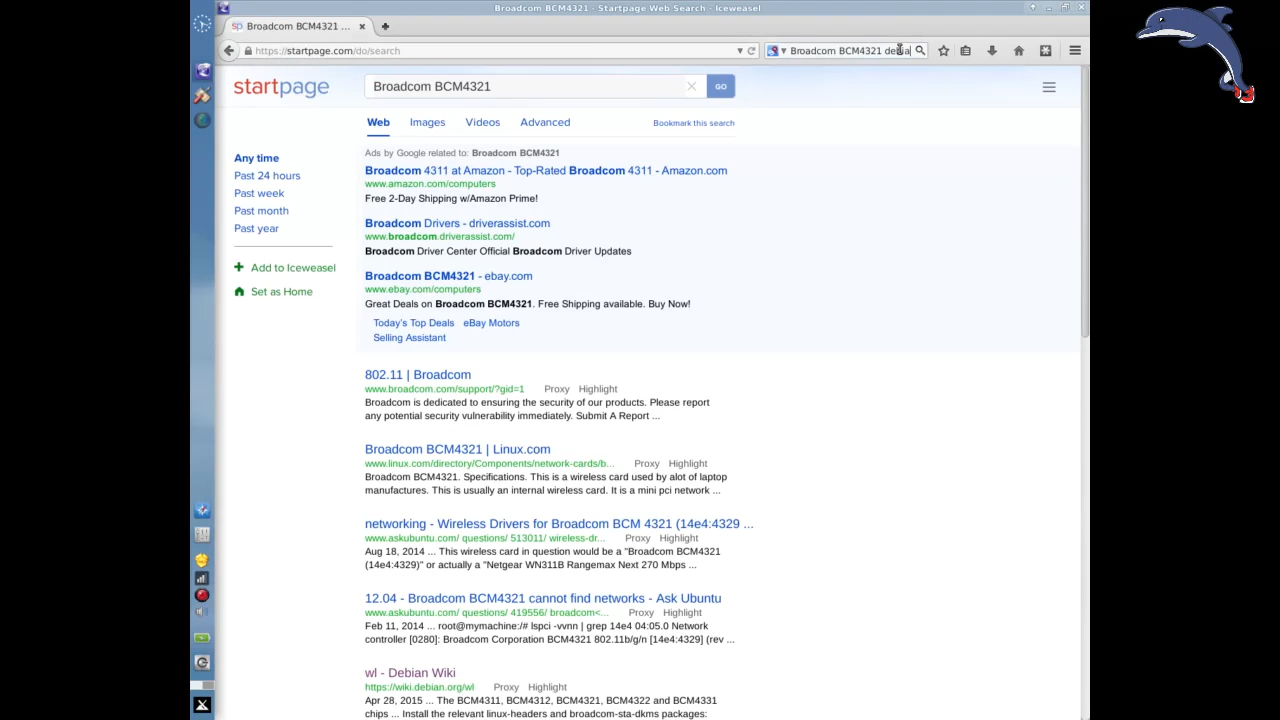 Broadcom BCM4321 - Startpage Web Search - Iceweasel
sp Broadcom BCM4321 ...
https://startpage.com/do/search
Broadcom BCM4321
startpage
Broadcom BCM4321
GO
Web Images Videos Advanced
Bookmark this search
Any time
Past 24 hours
Past week
Past month
Past year
Add to Iceweasel
Set as Home
Ads by Google related to: Broadcom BCM4321
Broadcom 4311 at Amazon - Top-Rated Broadcom 4311 - Amazon.com
www.amazon.com/computers
Free 2-Day Shipping w/Amazon Prime!
Broadcom Drivers - driverassist.com
www.broadcom.driverassist.com/
Broadcom Driver Center Official Broadcom Driver Updates
Broadcom BCM4321 - ebay.com
www.ebay.com/computers
Great Deals on Broadcom BCM4321. Free Shipping available. Buy Now!
Today's Top Deals eBay Motors
Selling Assistant
802.11 | Broadcom
www.broadcom.com/support/?gid=1 Proxy Highlight
Broadcom is dedicated to ensuring the security of our products. Please report
any potential security vulnerability immediately. Submit A Report ...
Broadcom BCM4321 | Linux.com
www.linux.com/directory/Components/network-cards/b... Proxy Highlight
Broadcom BCM4321. Specifications. This is a wireless card used by alot of laptop
manufactures. This is usually an internal wireless card. It is a mini pci network ...
networking - Wireless Drivers for Broadcom BCM 4321 (14e4:4329 ...
www.askubuntu.com/ questions/ 513011/ wireless-dr... Proxy Highlight
Aug 18, 2014 ... This wireless card in question would be a "Broadcom BCM4321
(14e4:4329)" or actually a "Netgear WN311B Rangemax Next 270 Mbps ...
12.04 - Broadcom BCM4321 cannot find networks - Ask Ubuntu
www.askubuntu.com/ questions/ 419556/ broadcom<... Proxy Highlight
Feb 11, 2014 ... root@mymachine:/# lspci -vvnn | grep 14e4 04:05.0 Network
controller [0280]: Broadcom Corporation BCM4321 802.11b/g/n [14e4:4329] (rev ...
wl - Debian Wiki
https://wiki.debian.org/wl Proxy Highlight
Apr 28, 2015 ... The BCM4311, BCM4312, BCM4321, BCM4322 and BCM4331
chips ... Install the relevant linux-headers and broadcom-sta-dkms packages: